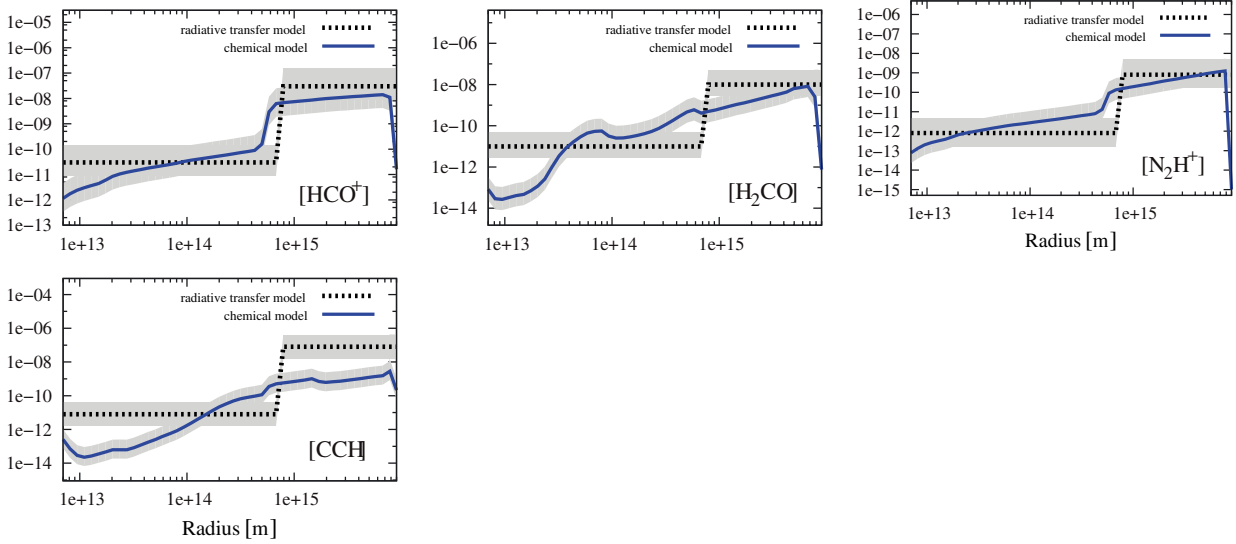 1e−05
1e−06
1e−07
1e−08
1e−09
1e−10
1e−11
1e−12
1e−13
radiative transfer model
chemical model
[HCO+]
1e+13 1e+14 1e+15
1e−06
1e−08
1e−10
1e−12
1e−14
radiative transfer model
chemical model
[H2CO]
1e+13 1e+14 1e+15
1e−06
1e−07
1e−08
1e−09
1e−10
1e−11
1e−12
1e−13
1e−14
1e−15
radiative transfer model
chemical model
[N2H+]
1e+13 1e+14 1e+15
Radius [m]
1e−04
1e−06
1e−08
1e−10
1e−12
1e−14
radiative transfer model
chemical model
[CCH]
1e+13 1e+14 1e+15
Radius [m]